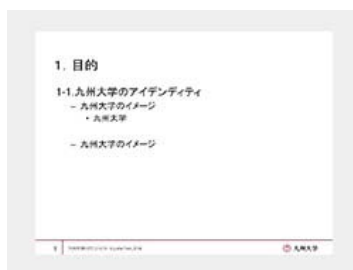 1. 目的
1-1.九州大学のアイデンディティ
– 九州大学のイメージ
• 九州大学
– 九州大学のイメージ
九州大学